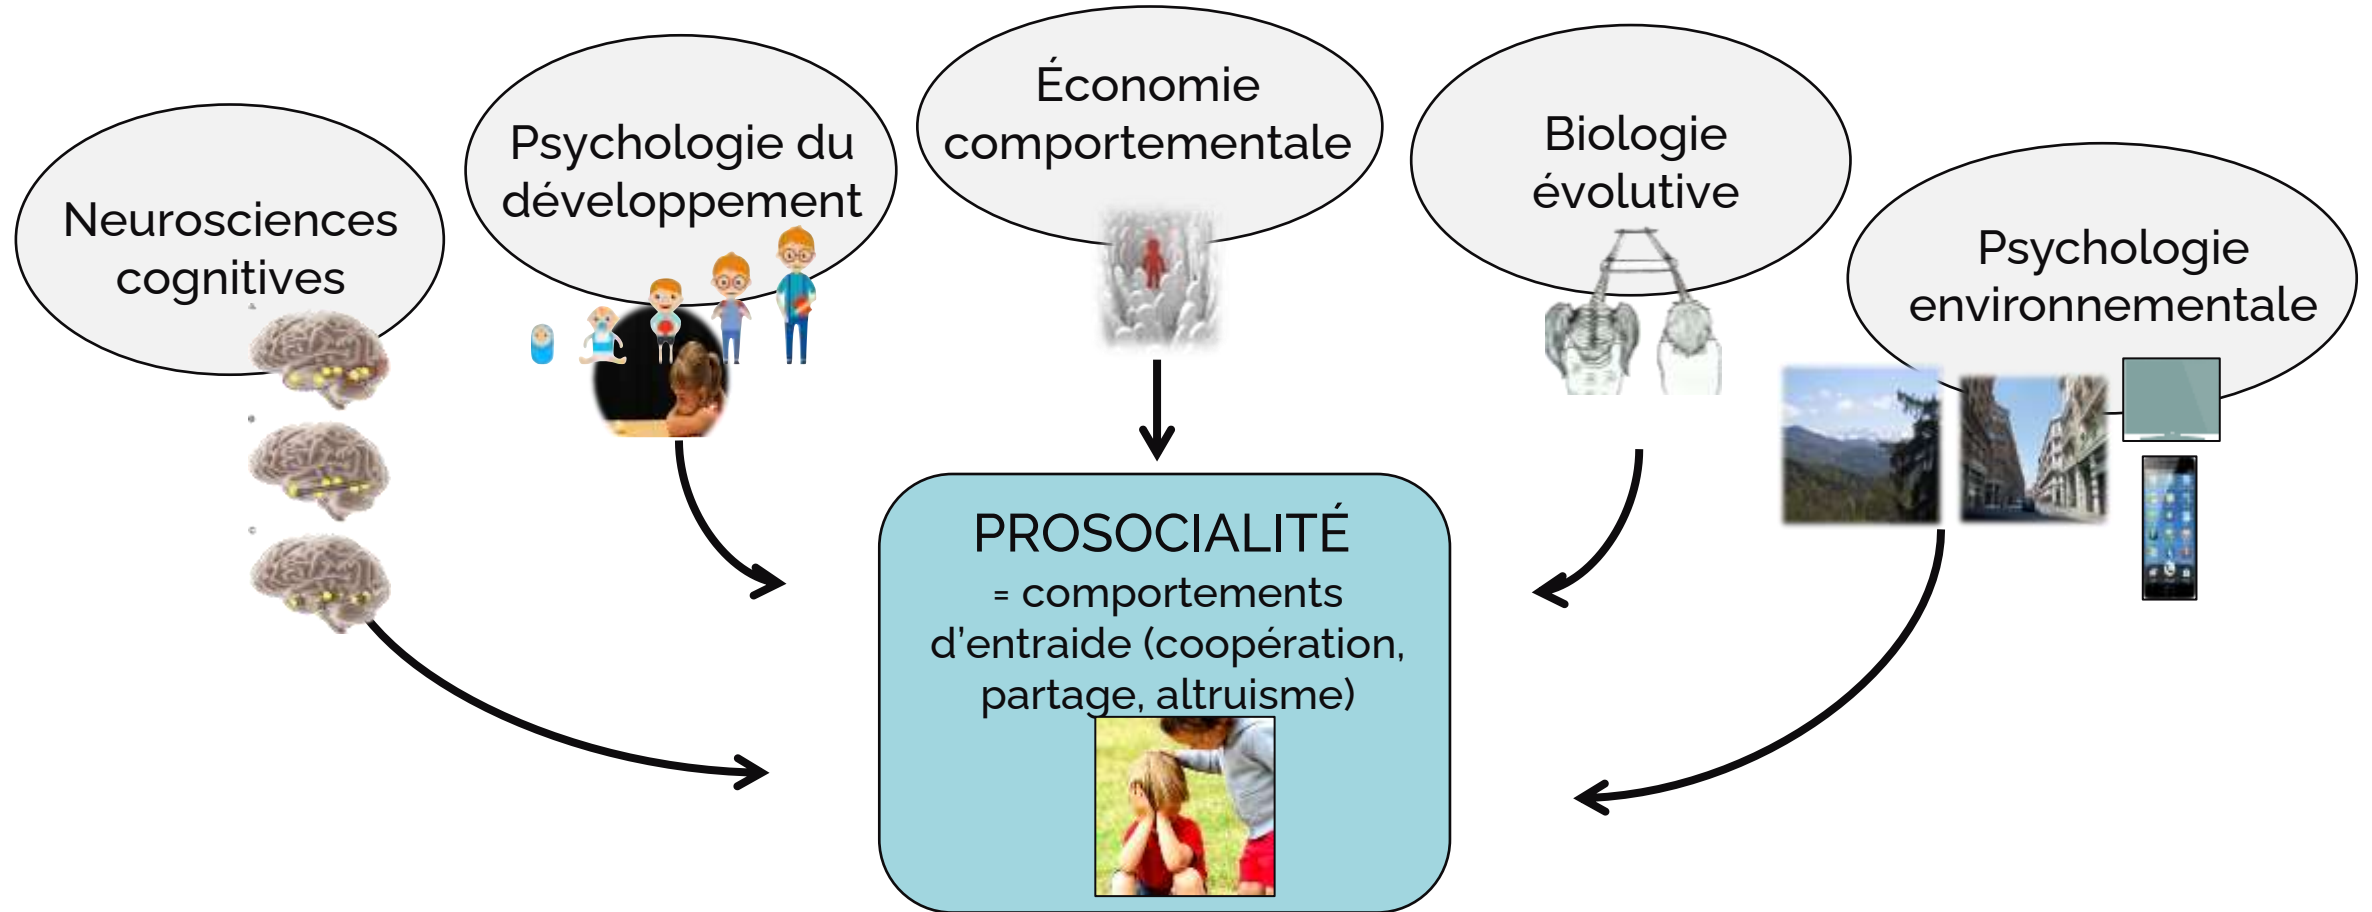 Neurosciences
cognitives
Psychologie du
développement
Économie
comportementale
Biologie
évolutive
Psychologie
environnementale
PROSOCIALITÉ
= comportements
d'entraide (coopération,
partage, altruisme)